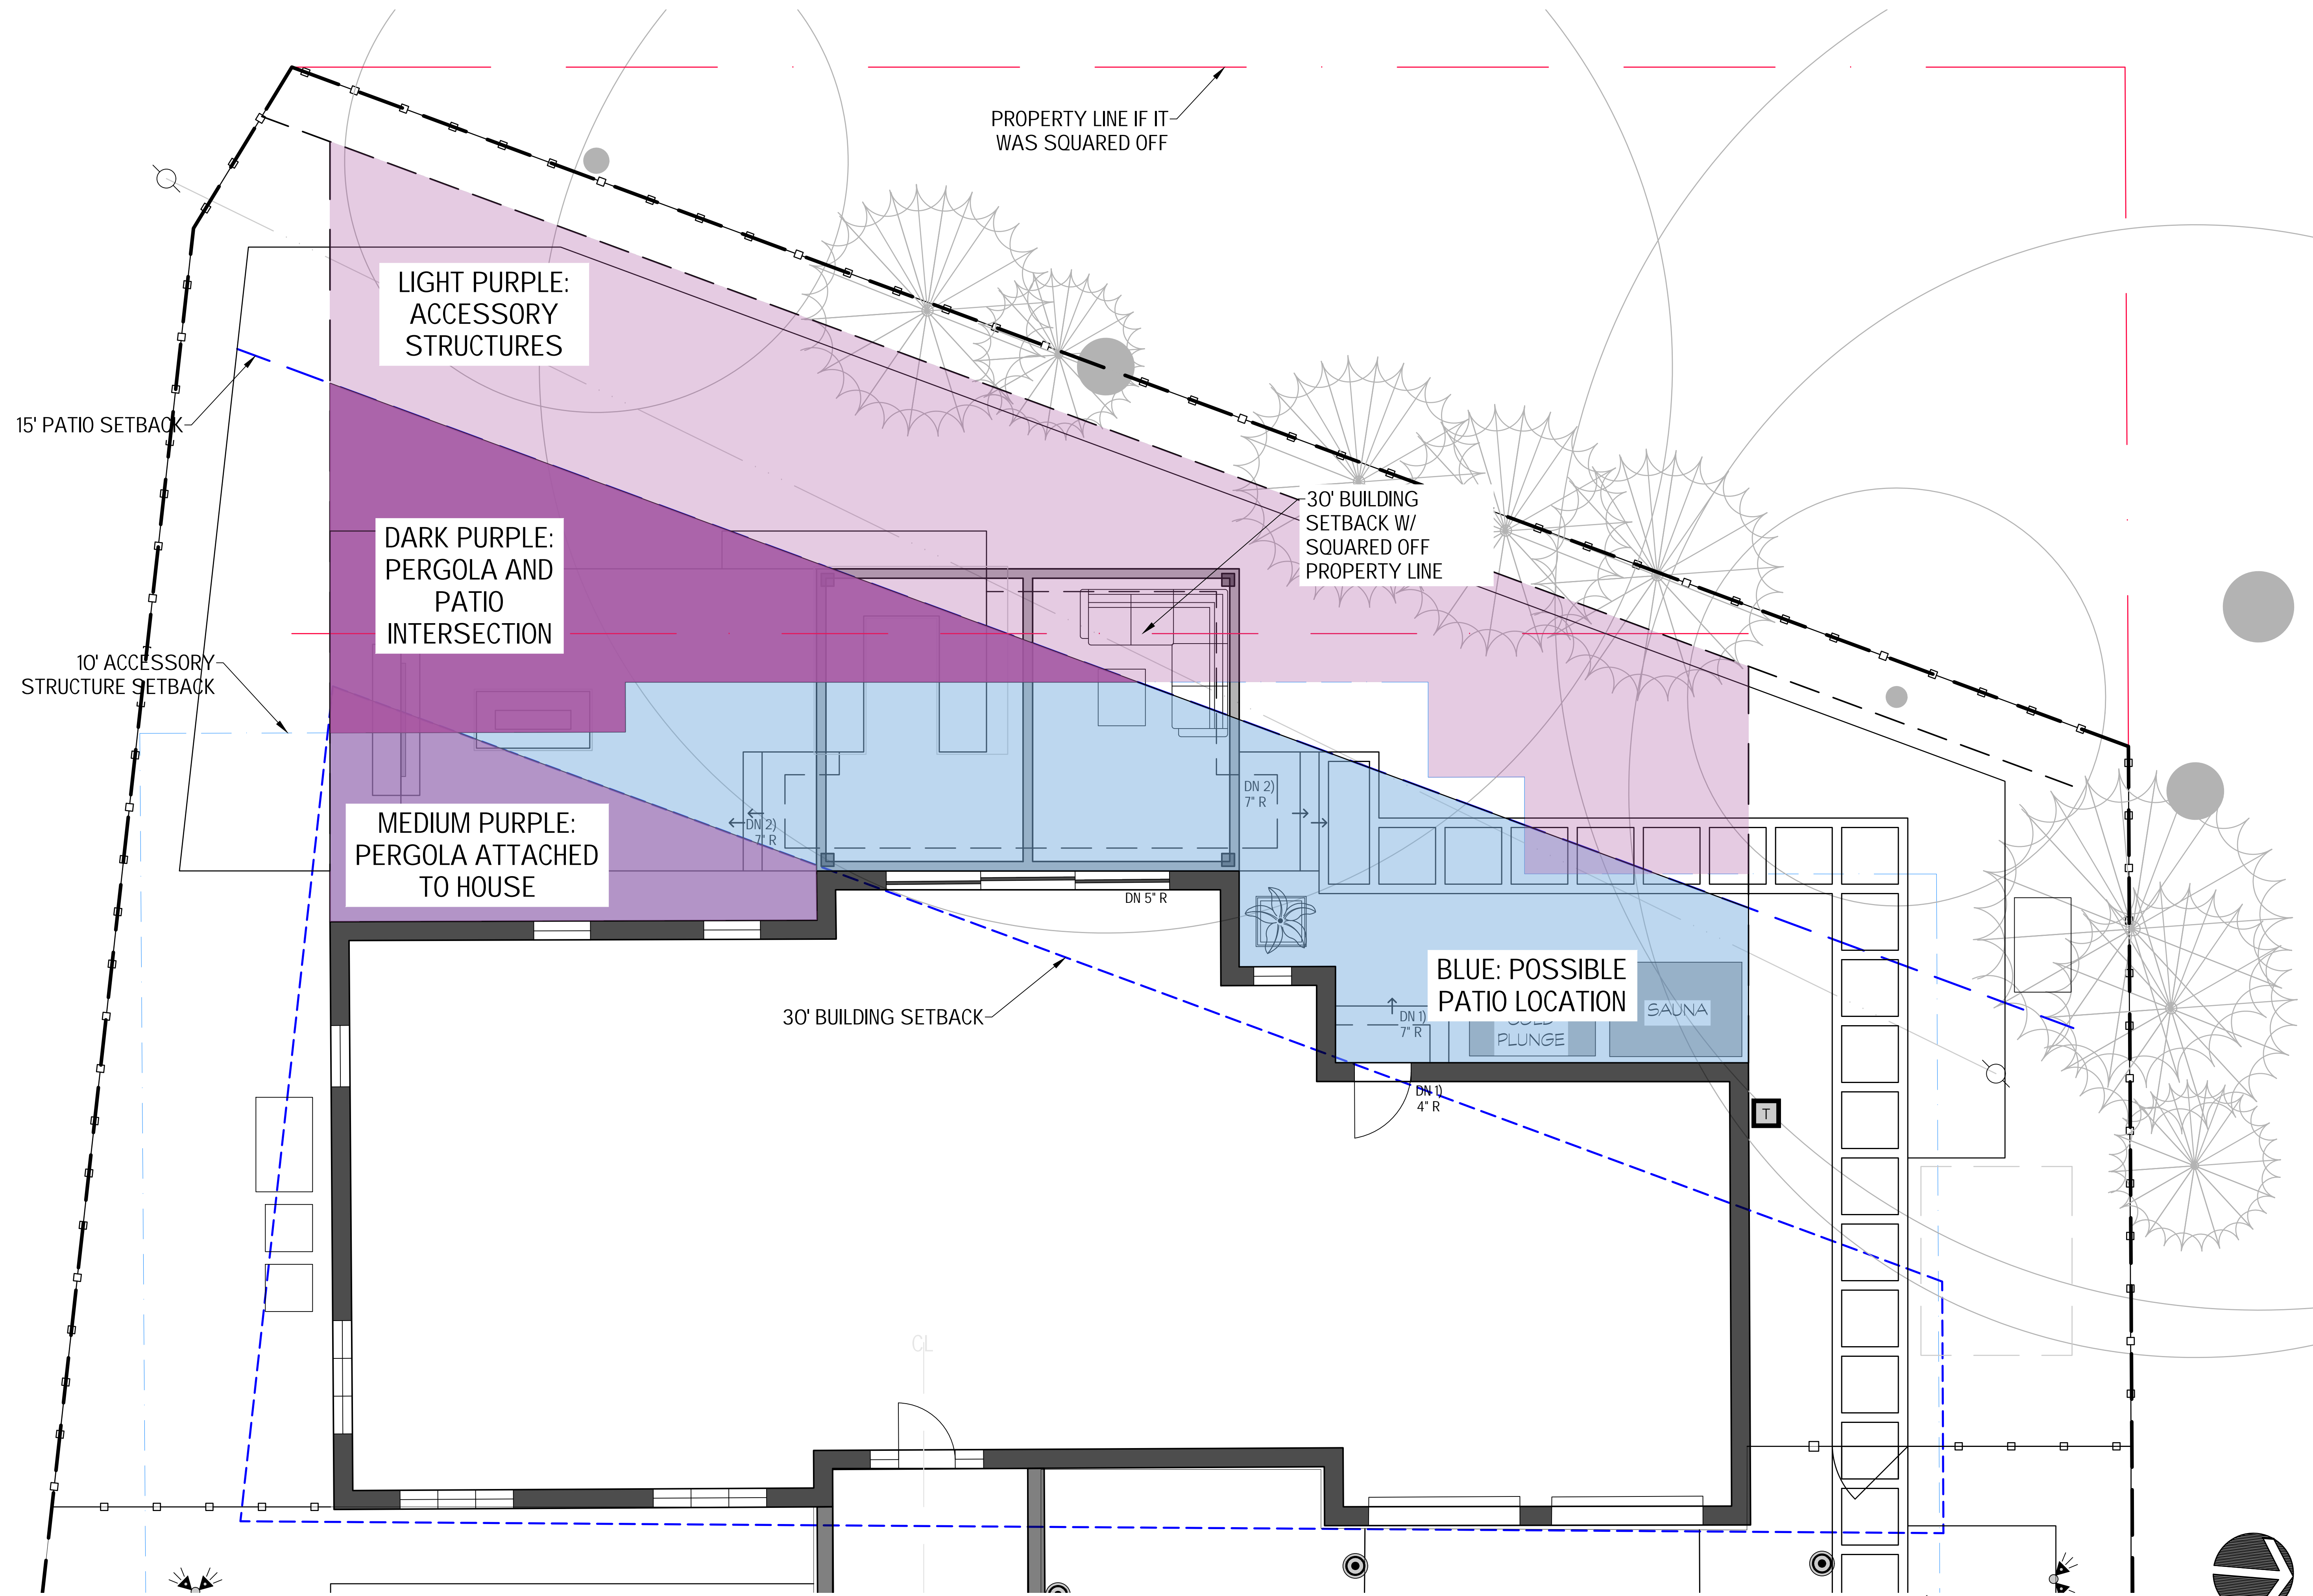 PROPERTY LINE IF IT
WAS SQUARED OFF
LIGHT PURPLE:
ACCESSORY
STRUCTURES
15' PATIO SETBACK
30' BUILDING
SETBACK W/
SQUARED OFF
PROPERTY LINE
DARK PURPLE:
PERGOLA AND
PATIO
INTERSECTION
10' ACCESSORY
STRUCTURE SETBACK
DN 2)
7" R
DN 2)
7" R
MEDIUM PURPLE:
PERGOLA ATTACHED
TO HOUSE
DN 5" R
BLUE: POSSIBLE
PATIO LOCATION
30' BUILDING SETBACK
DN 1)
7" R
PLUNGE
SAUNA
DN 1)
4" R
T
CL